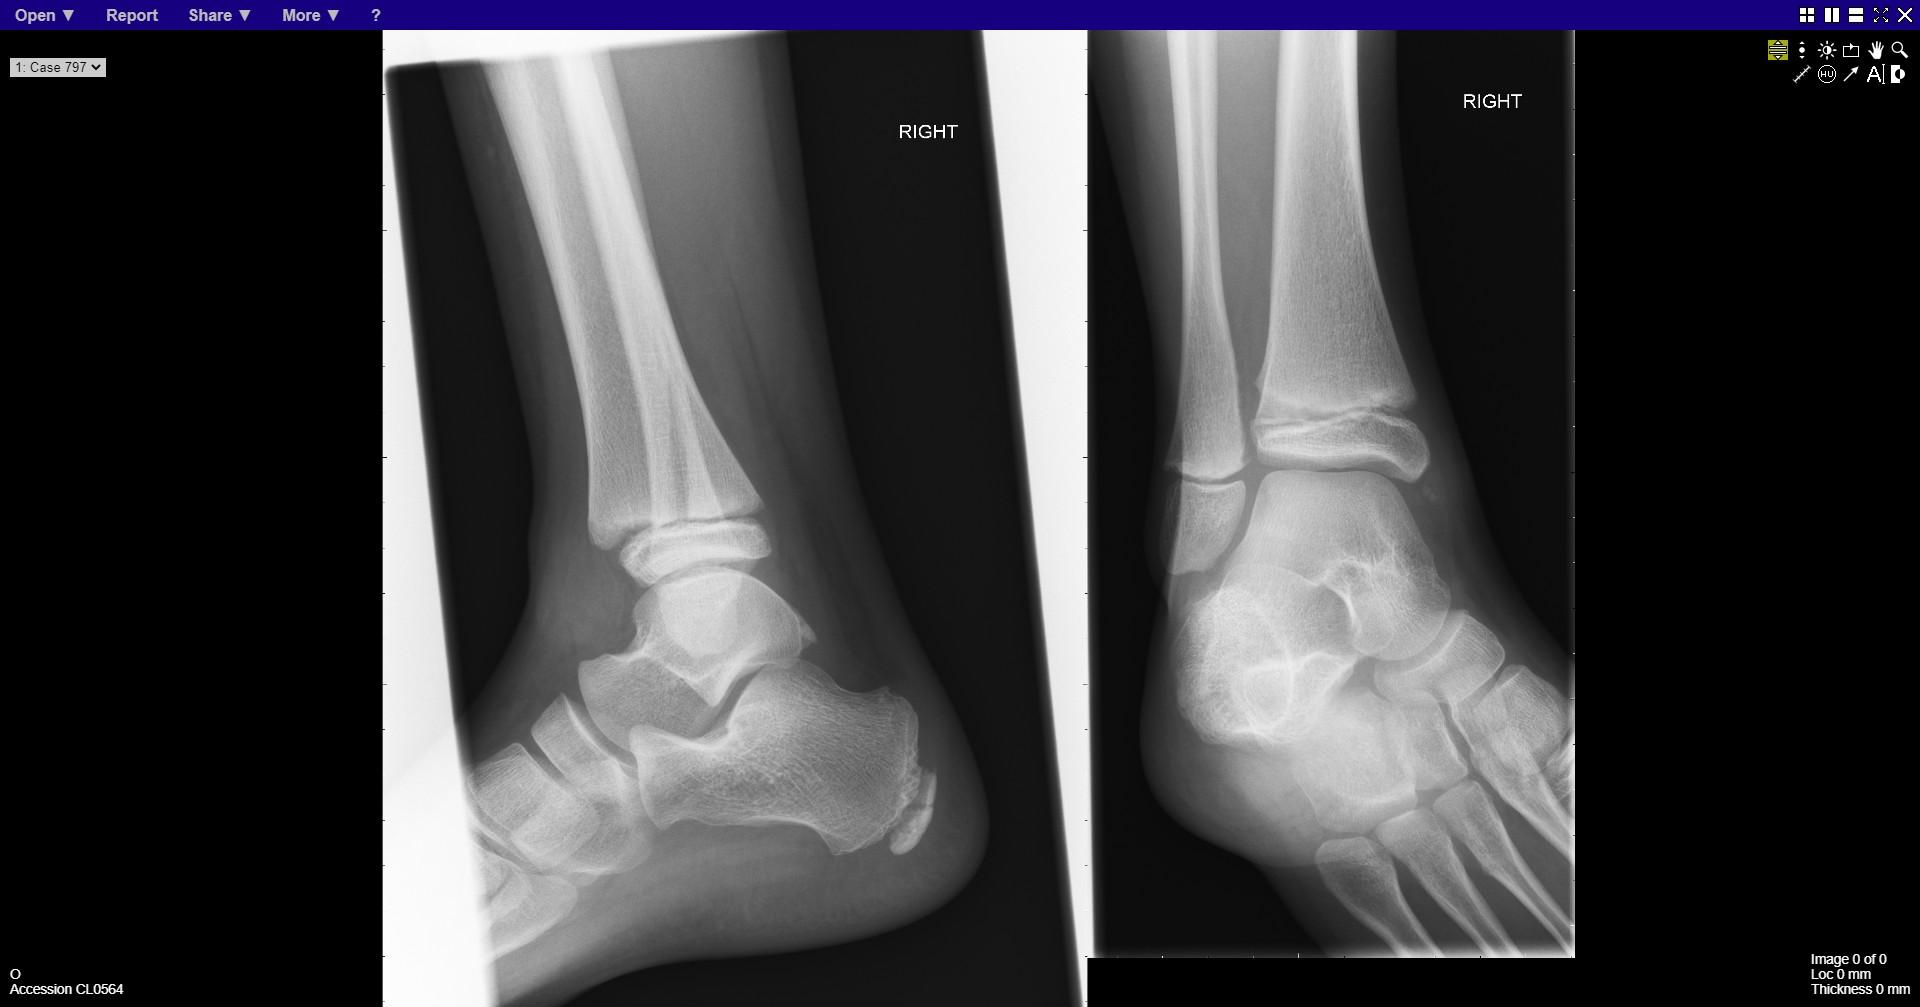 Open ▼ Report Share ▼ More ▼ ?
1: Case 797
HU
A
RIGHT
RIGHT
O
Accession CL0564
Image 0 of 0
Loc 0 mm
Thickness 0 mm